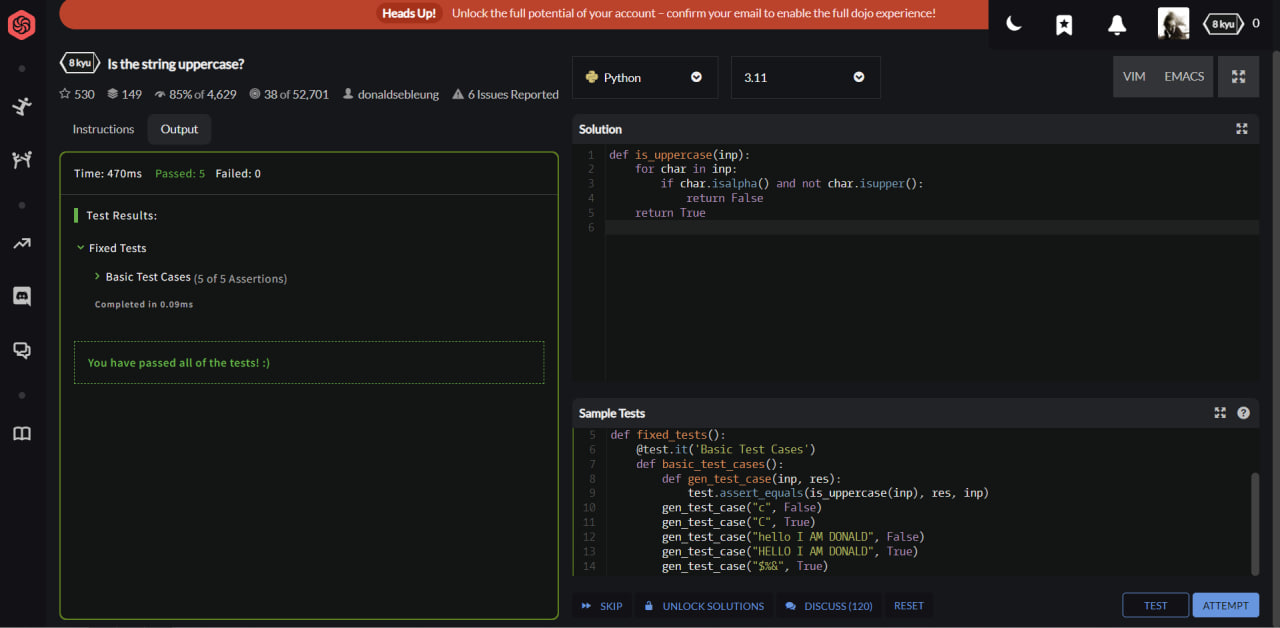 Heads Up! Unlock the full potential of your account – confirm your email to enable the full dojo experience!
8 kyu 0
8 kyu Is the string uppercase?
530 149 85% of 4,629 38 of 52,701 donaldsebleung 6 Issues Reported
Python 3.11 VIM EMACS
Instructions Output
Time: 470ms Passed: 5 Failed: 0
Test Results:
Fixed Tests
Basic Test Cases (5 of 5 Assertions)
Completed in 0.09ms
You have passed all of the tests! :)
Solution
1 def is_uppercase(inp):
2     for char in inp:
3         if char.isalpha() and not char.isupper():
4             return False
5     return True
6
Sample Tests
5 def fixed_tests():
6     @test.it('Basic Test Cases')
7     def basic_test_cases():
8         def gen_test_case(inp, res):
9             test.assert_equals(is_uppercase(inp), res, inp)
10         gen_test_case("c", False)
11         gen_test_case("C", True)
12         gen_test_case("hello I AM DONALD", False)
13         gen_test_case("HELLO I AM DONALD", True)
14         gen_test_case("$%&", True)
SKIP UNLOCK SOLUTIONS DISCUSS (120) RESET TEST ATTEMPT